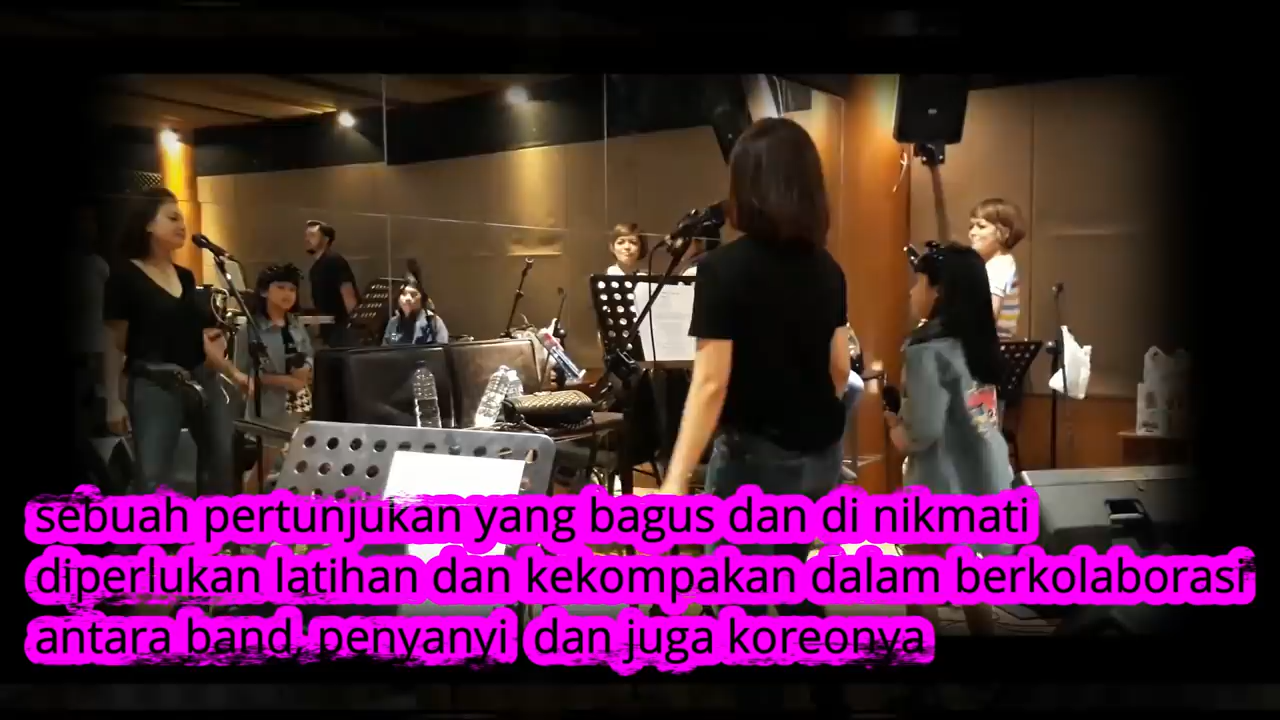 sebuah pertunjukan yang bagus dan di nikmati
diperlukan latihan dan kekompakan dalam berkolaborasi
antara band, penyanyi dan juga koreonya